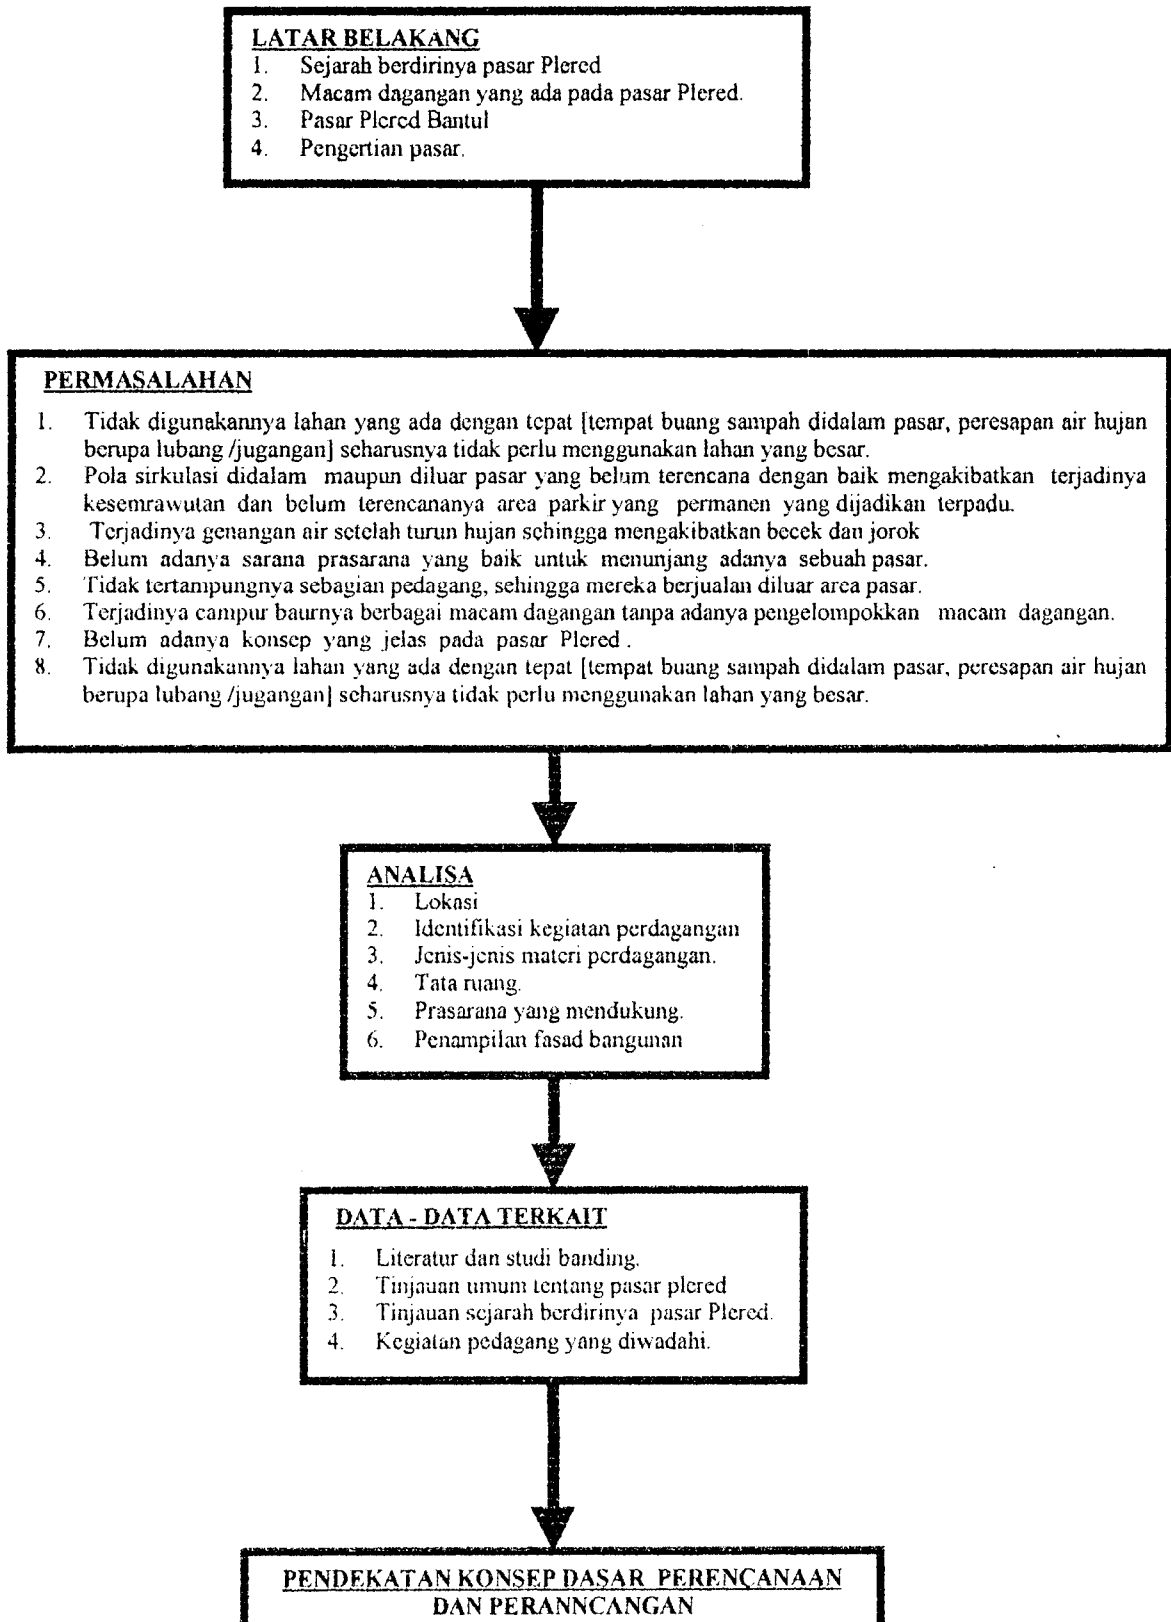 LATAR BELAKANG
1. Sejarah berdirinya pasar Plered
2. Macam dagangan yang ada pada pasar Plered.
3. Pasar Plered Bantul
4. Pengertian pasar.
PERMASALAHAN
1. Tidak digunakannya lahan yang ada dengan tepat [tempat buang sampah didalam pasar, peresapan air hujan
berupa lubang /jugangan] seharusnya tidak perlu menggunakan lahan yang besar.
2. Pola sirkulasi didalam maupun diluar pasar yang belum terencana dengan baik mengakibatkan terjadinya
kesemrawutan dan belum terencananya area parkir yang permanen yang dijadikan terpadu.
3. Terjadinya genangan air setelah turun hujan sehingga mengakibatkan becek dan jorok
4. Belum adanya sarana prasarana yang baik untuk menunjang adanya sebuah pasar.
5. Tidak tertampungnya sebagian pedagang, sehingga mereka berjualan diluar area pasar.
6. Terjadinya campur baurnya berbagai macam dagangan tanpa adanya pengelompokkan macam dagangan.
7. Belum adanya konsep yang jelas pada pasar Plered .
8. Tidak digunakannya lahan yang ada dengan tepat [tempat buang sampah didalam pasar, peresapan air hujan
berupa lubang /jugangan] seharusnya tidak perlu menggunakan lahan yang besar.
ANALISA
1. Lokasi
2. Identifikasi kegiatan perdagangan
3. Jenis-jenis materi perdagangan.
4. Tata ruang.
5. Prasarana yang mendukung.
6. Penampilan fasad bangunan
DATA - DATA TERKAIT
1. Literatur dan studi banding.
2. Tinjauan umum tentang pasar plered
3. Tinjauan sejarah berdirinya pasar Plered.
4. Kegiatan pedagang yang diwadahi.
PENDEKATAN KONSEP DASAR PERENCANAAN
DAN PERANNCANGAN